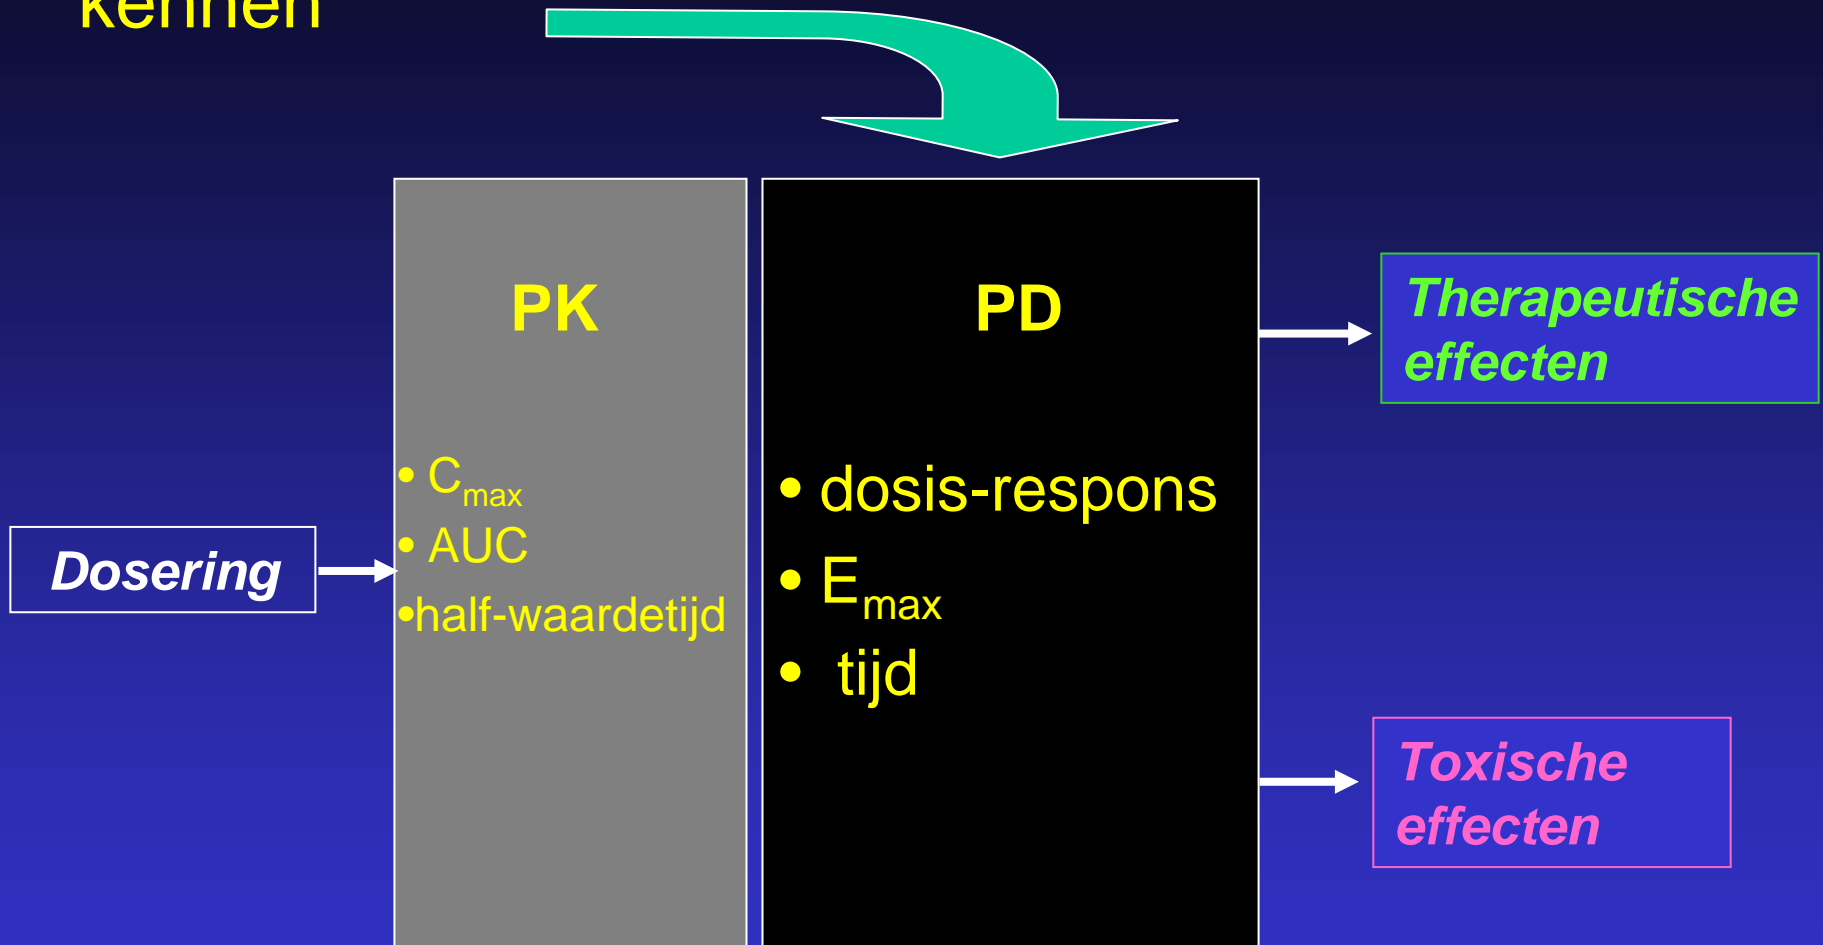 kennen
PK
PD
Therapeutische
effecten
• Cmax
• AUC
•half-waardetijd
• dosis-respons
• Emax
• tijd
Dosering
Toxische
effecten